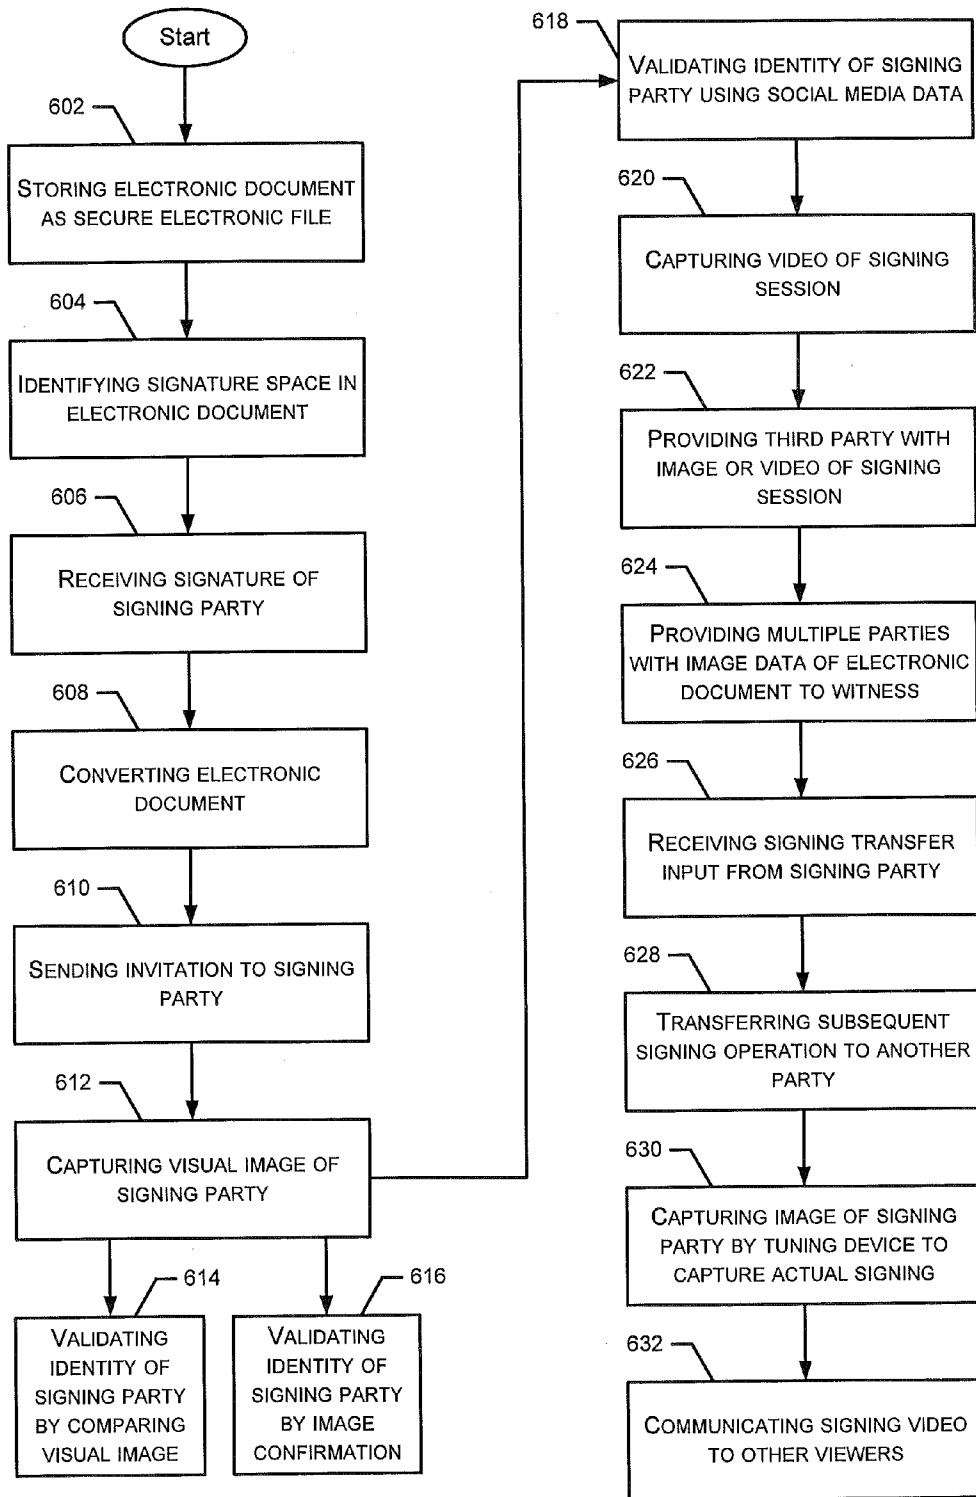 Start
602
STORING ELECTRONIC DOCUMENT
AS SECURE ELECTRONIC FILE
604
IDENTIFYING SIGNATURE SPACE IN
ELECTRONIC DOCUMENT
606
RECEIVING SIGNATURE OF
SIGNING PARTY
608
CONVERTING ELECTRONIC
DOCUMENT
610
SENDING INVITATION TO SIGNING
PARTY
612
CAPTURING VISUAL IMAGE OF
SIGNING PARTY
614
VALIDATING
IDENTITY OF
SIGNING PARTY
BY COMPARING
VISUAL IMAGE
616
VALIDATING
IDENTITY OF
SIGNING PARTY
BY IMAGE
CONFIRMATION
618
VALIDATING IDENTITY OF SIGNING
PARTY USING SOCIAL MEDIA DATA
620
CAPTURING VIDEO OF SIGNING
SESSION
622
PROVIDING THIRD PARTY WITH
IMAGE OR VIDEO OF SIGNING
SESSION
624
PROVIDING MULTIPLE PARTIES
WITH IMAGE DATA OF ELECTRONIC
DOCUMENT TO WITNESS
626
RECEIVING SIGNING TRANSFER
INPUT FROM SIGNING PARTY
628
TRANSFERRING SUBSEQUENT
SIGNING OPERATION TO ANOTHER
PARTY
630
CAPTURING IMAGE OF SIGNING
PARTY BY TUNING DEVICE TO
CAPTURE ACTUAL SIGNING
632
COMMUNICATING SIGNING VIDEO
TO OTHER VIEWERS